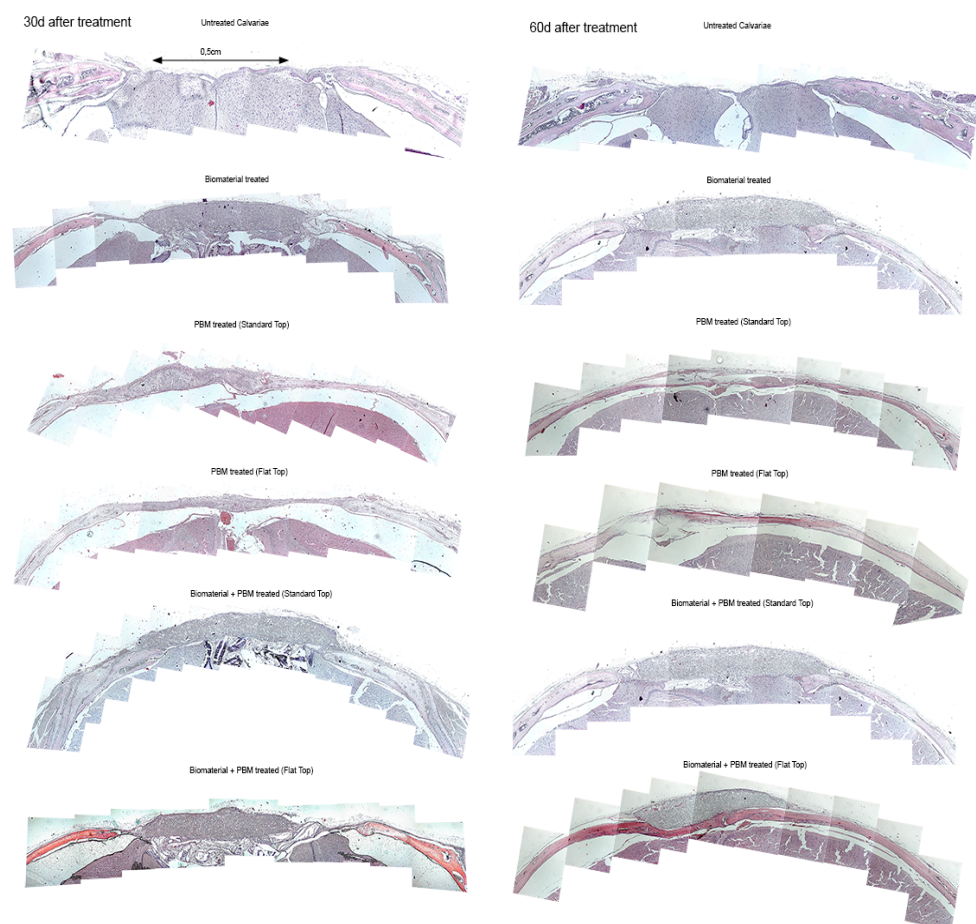 30d after treatment
Untreated Calvariae
0,5cm
Biomaterial treated
PBM treated (Standard Top)
PBM treated (Flat Top)
Biomaterial + PBM treated (Standard Top)
Biomaterial + PBM treated (Flat Top)
60d after treatment
Untreated Calvariae
Biomaterial treated
PBM treated (Standard Top)
PBM treated (Flat Top)
Biomaterial + PBM treated (Standard Top)
Biomaterial + PBM treated (Flat Top)